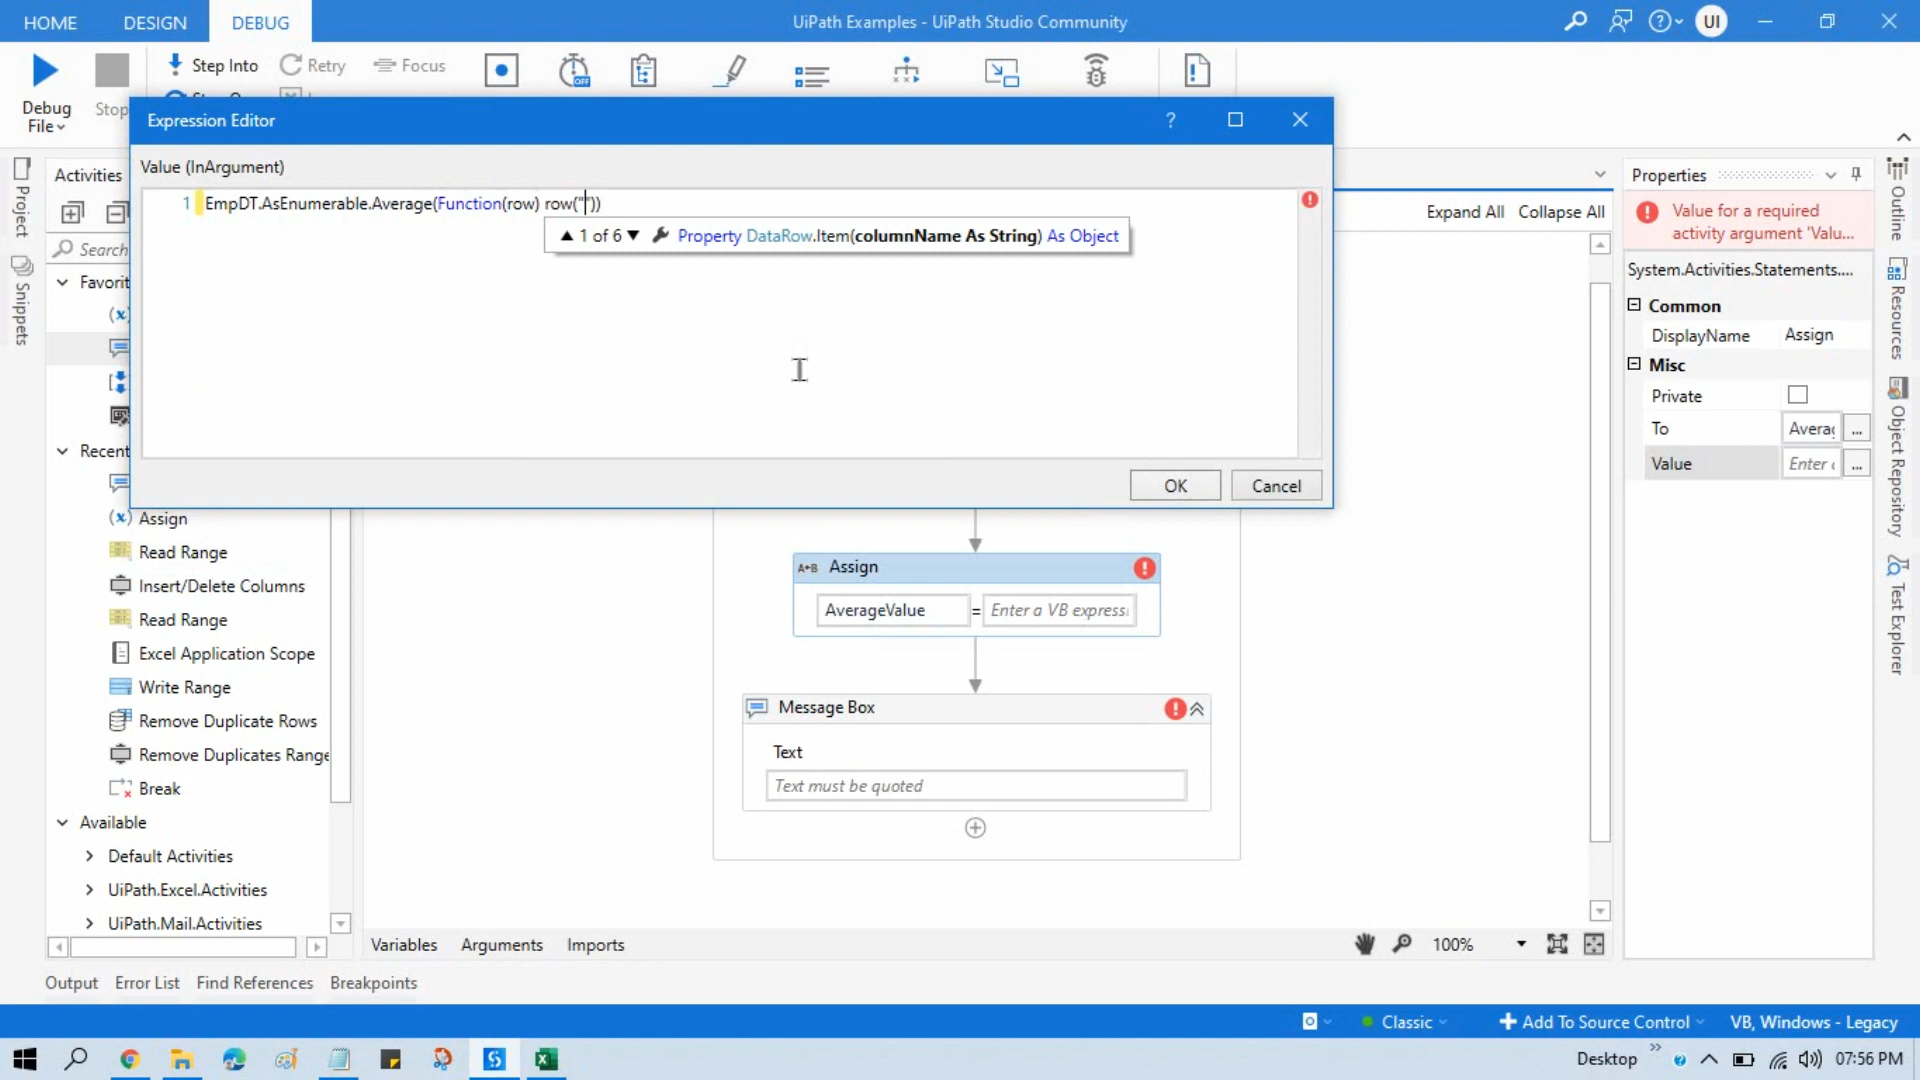 HOME DESIGN DEBUG UiPath Examples - UiPath Studio Community UI
Step Into Retry Focus
OFF
Debug
File
Stop
Expression Editor
?
Value (InArgument)
1 EmpDT.AsEnumerable.Average(Function(row) row(""))
1 of 6 Property DataRow.Item(columnName As String) As Object
OK Cancel
Project
Snippets
Activities
Search
Favorit
Recent
Assign
Read Range
Insert/Delete Columns
Read Range
Excel Application Scope
Write Range
Remove Duplicate Rows
Remove Duplicates Range
Break
Available
Default Activities
UiPath.Excel.Activities
UiPath.Mail.Activities
Expand All Collapse All
A+B Assign
AverageValue = Enter a VB express
Message Box
Text
Text must be quoted
Variables Arguments Imports 100%
Properties
Value for a required
activity argument 'Valu...
System.Activities.Statements....
Common
DisplayName Assign
Misc
Private
To Avera ...
Value Enter ...
Outline
Resources
Object Repository
Test Explorer
Output Error List Find References Breakpoints
Classic Add To Source Control VB, Windows - Legacy
Desktop 07:56 PM